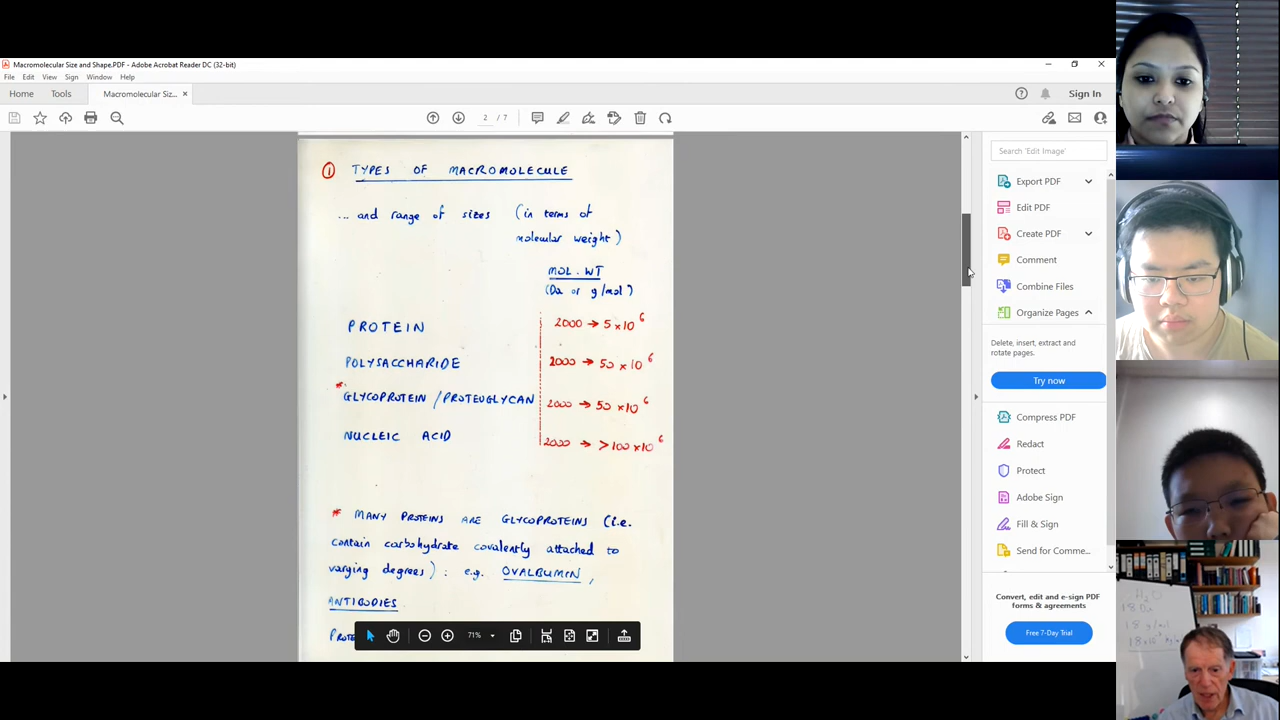 Macromolecular Size and Shape.PDF - Adobe Acrobat Reader DC (32-bit)
File Edit View Sign Window Help
Home Tools Macromolecular Siz... × Sign In
2 / 7
Search 'Edit Image'
Export PDF
Edit PDF
Create PDF
Comment
Combine Files
Organize Pages
Delete, insert, extract and
rotate pages.
Try now
Compress PDF
Redact
Protect
Adobe Sign
Fill & Sign
Send for Comme...
Convert, edit and e-sign PDF
forms & agreements
Free 7-Day Trial
① TYPES OF MACROMOLECULE
... and range of sizes (in terms of
molecular weight)
MOL. WT
(Da or g/mol)
PROTEIN 2000 → 5 x 10⁶
POLYSACCHARIDE 2000 → 50 x 10⁶
* GLYCOPROTEIN / PROTEOGLYCAN 2000 → 50 x 10⁶
NUCLEIC ACID 2000 → >100 x 10⁶
* MANY PROTEINS ARE GLYCOPROTEINS (i.e.
contain carbohydrate covalently attached to
varying degrees) : e.g. OVALBUMIN,
ANTIBODIES
71%
H₂O
18 Da
18 g/mol